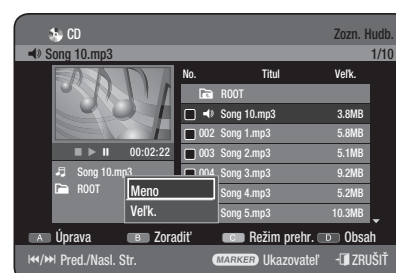 CD Zozn. Hudb.
Song 10.mp3 1/10
No. Titul Veľk.
ROOT
Song 10.mp3 3.8MB
002 Song 1.mp3 5.8MB
003 Song 2.mp3 5.1MB
004 Song 3.mp3 9.2MB
Song 4.mp3 5.2MB
Song 5.mp3 10.3MB
00:02:22
Song 10.mp3
ROOT
Meno
Veľk.
A Úprava B Zoradiť C Režim prehr. D Obsah
Pred./Nasl. Str. MARKER Ukazovateľ ZRUŠIŤ